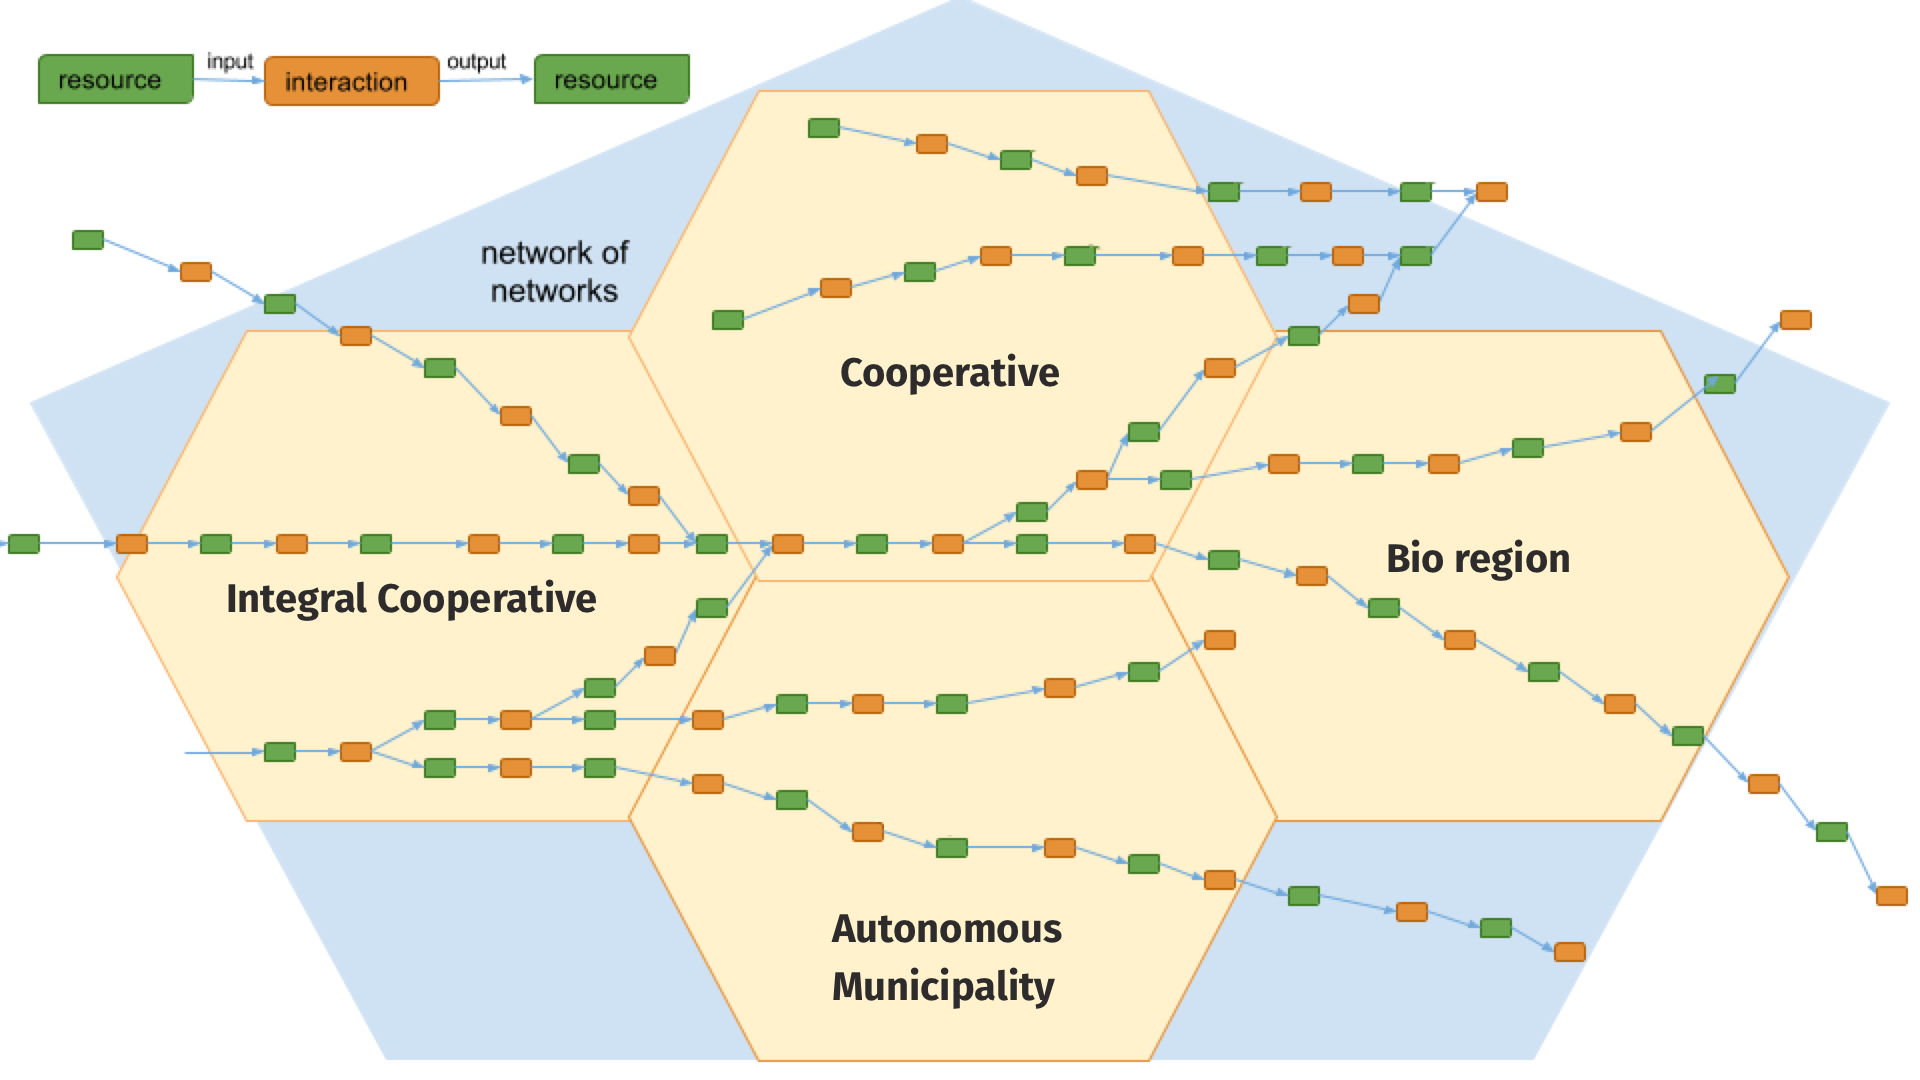 input
output
resource
interaction
resource
network of
networks
Cooperative
Bio region
Integral Cooperative
Autonomous
Municipality